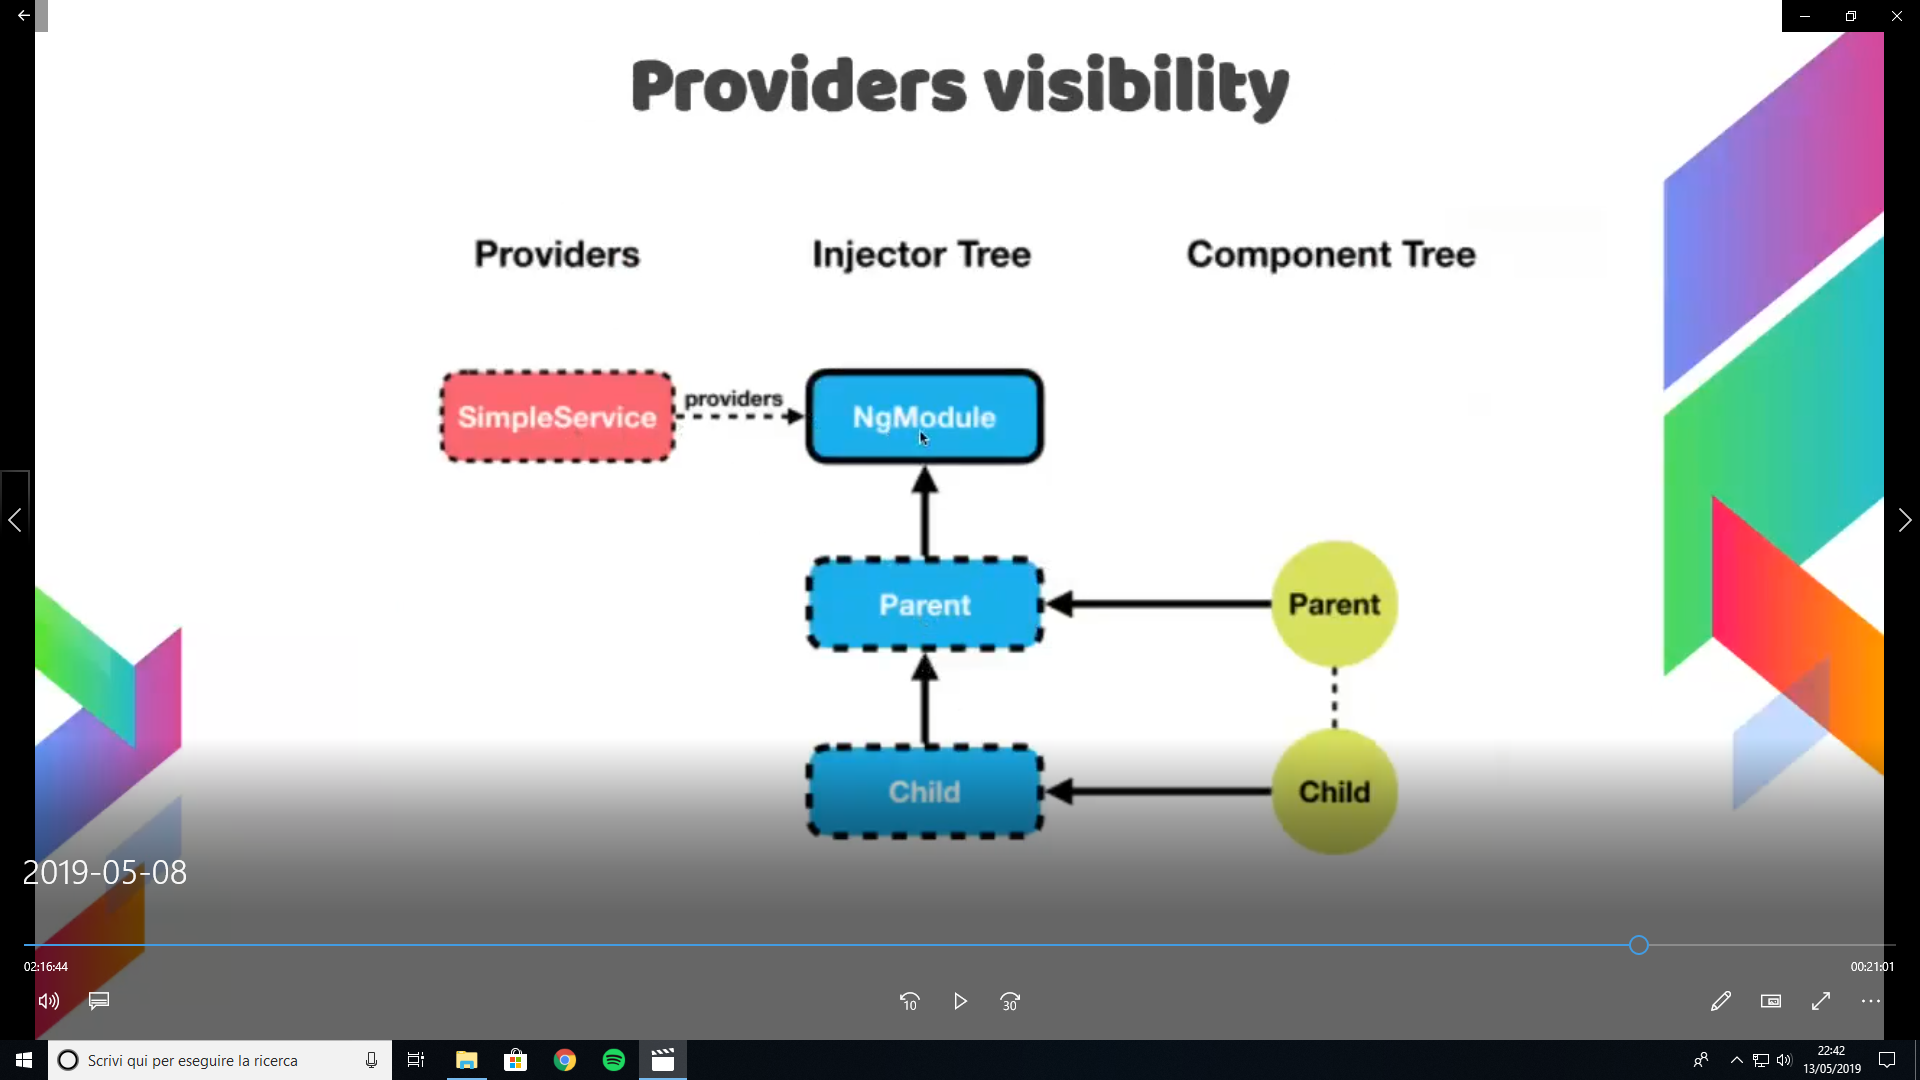 Providers visibility
Providers Injector Tree Component Tree
SimpleService providers NgModule
Parent Parent
Child Child
2019-05-08
02:16:44 00:21:01
10 30
Scrivi qui per eseguire la ricerca
22:42
13/05/2019